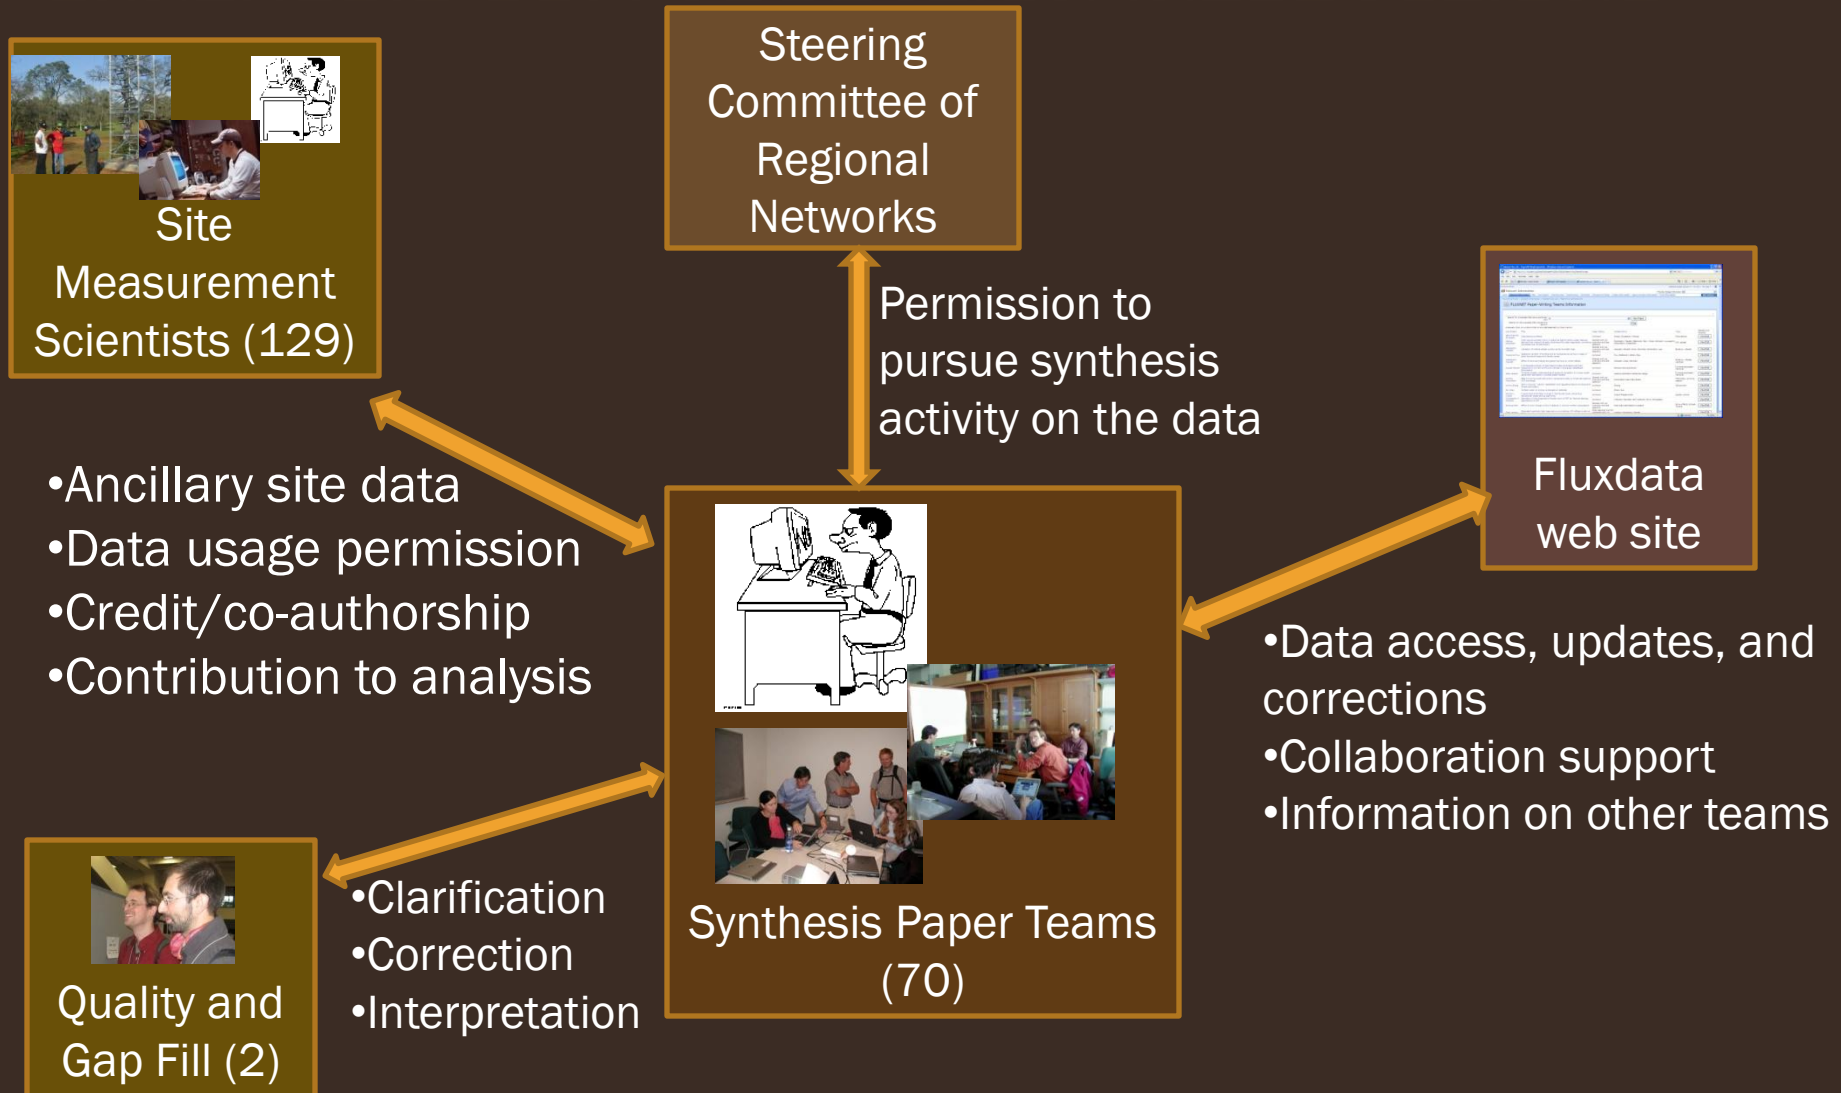 Site
Measurement
Scientists (129)
Steering
Committee of
Regional
Networks
Permission to
pursue synthesis
activity on the data
Fluxdata
web site
•Ancillary site data
•Data usage permission
•Credit/co-authorship
•Contribution to analysis
•Data access, updates, and
corrections
•Collaboration support
•Information on other teams
Synthesis Paper Teams
(70)
•Clarification
•Correction
•Interpretation
Quality and
Gap Fill (2)